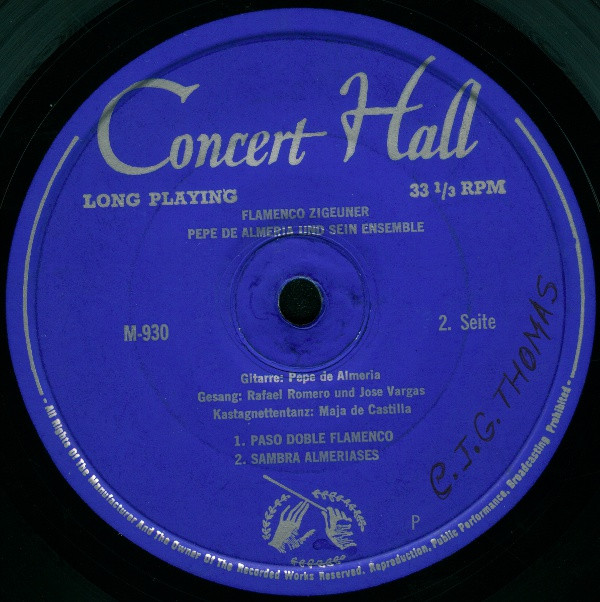 Concert Hall
LONG PLAYING
33 1/3 RPM
FLAMENCO ZIGEUNER
PEPE DE ALMERIA UND SEIN ENSEMBLE
M-930
2. Seite
Gitarre: Pepe de Almeria
Gesang: Rafael Romero und Jose Vargas
Kastagnettentanz: Maja de Castilla
1. PASO DOBLE FLAMENCO
2. SAMBRA ALMERIASES
C.J.G. THOMAS
P
All Rights Of The Manufacturer And The Owner Of The Recorded Works Reserved. Reproduction, Public Performance, Broadcasting Prohibited